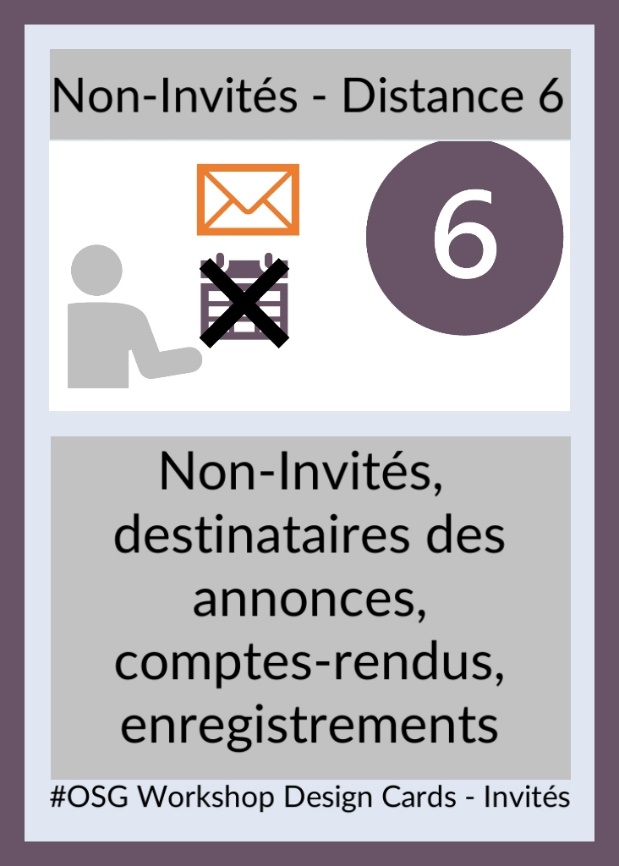 Non-Invités - Distance 6
6
Non-Invités,
destinataires des
annonces,
comptes-rendus,
enregistrements
#OSG Workshop Design Cards - Invités